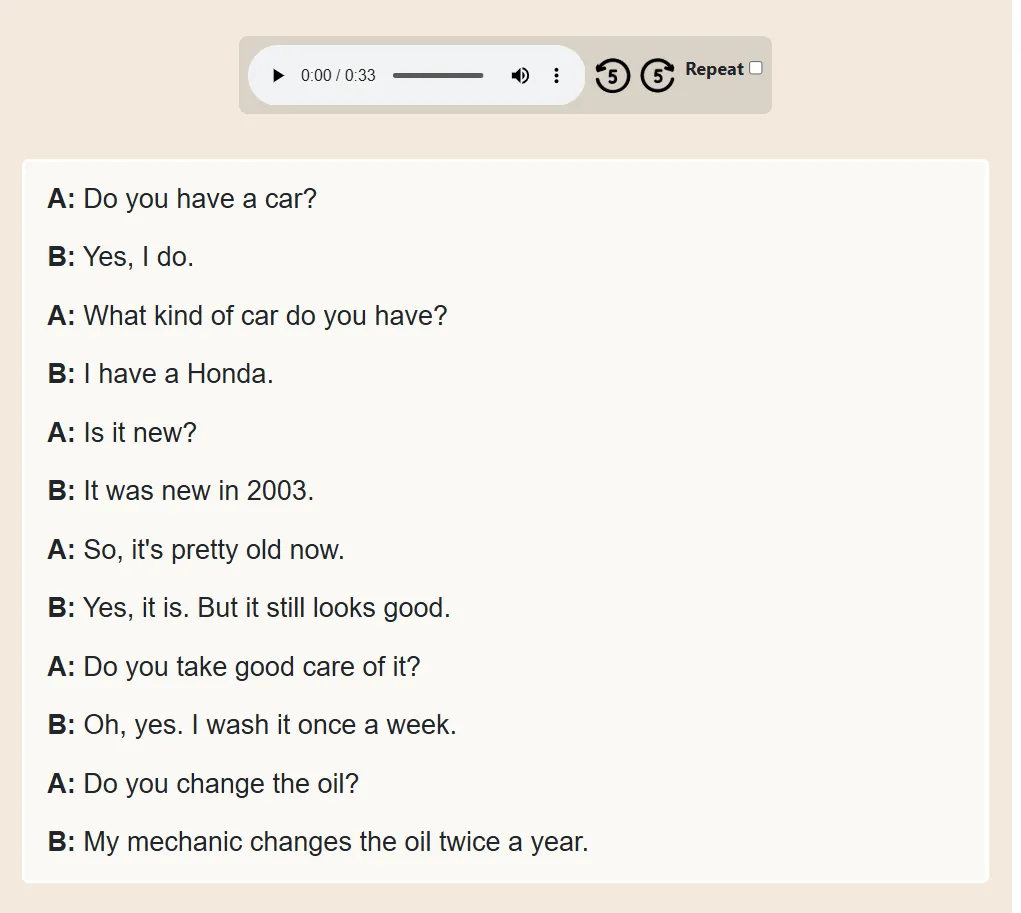 0:00 / 0:33 5 5 Repeat
A: Do you have a car?
B: Yes, I do.
A: What kind of car do you have?
B: I have a Honda.
A: Is it new?
B: It was new in 2003.
A: So, it's pretty old now.
B: Yes, it is. But it still looks good.
A: Do you take good care of it?
B: Oh, yes. I wash it once a week.
A: Do you change the oil?
B: My mechanic changes the oil twice a year.